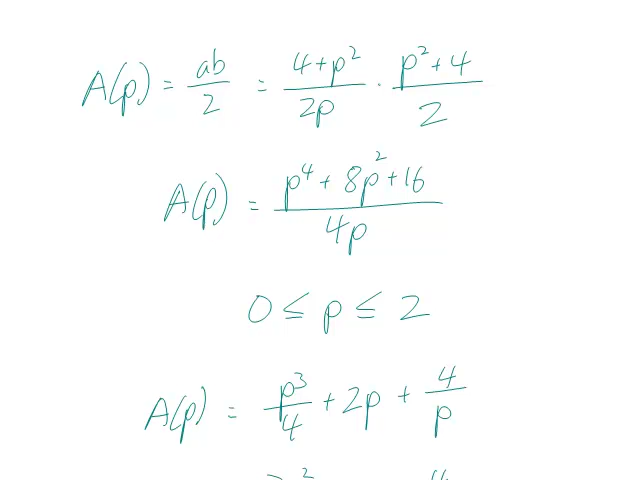 A(p) = ab/2 = (4+p²)/(2p) · (p²+4)/2
A(p) = (p⁴ + 8p² + 16)/(4p)
0 ≤ p ≤ 2
A(p) = p³/4 + 2p + 4/p